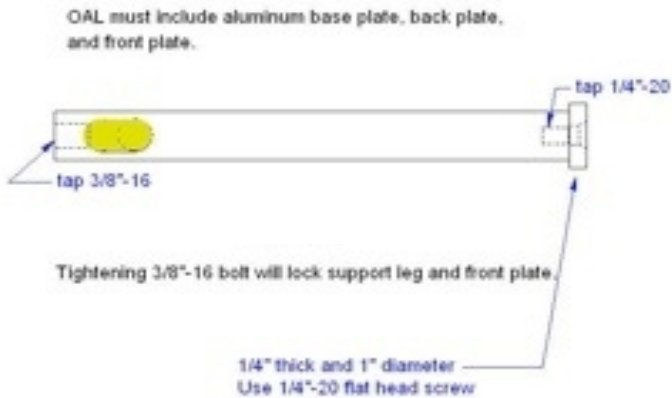 OAL must include aluminum base plate, back plate,
and front plate.
tap 1/4"-20
tap 3/8"-16
Tightening 3/8"-16 bolt will lock support leg and front plate.
1/4" thick and 1" diameter
Use 1/4"-20 flat head screw